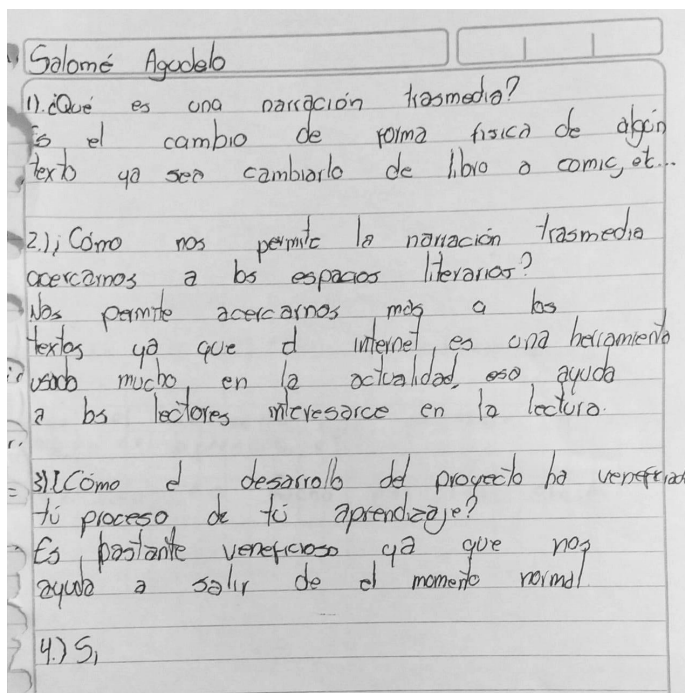 Salomé Agudelo
1). ¿Qué es una narración trasmedia?
Es el cambio de forma fisica de algún
texto ya sea cambiarlo de libro a comic, et...
2.) ¿Cómo nos permite la narración trasmedia
acercarnos a los espacios literarios?
Nos permite acercarnos más a los
textos ya que el internet es una herramienta
usada mucho en la actualidad, eso ayuda
a los lectores interesarce en la lectura.
3) ¿Cómo el desarrollo del proyecto ha
tú proceso de tú aprendizaje?
Es bastante veneficioso ya que nos
ayuda a salir de el momento normal
4.) Si